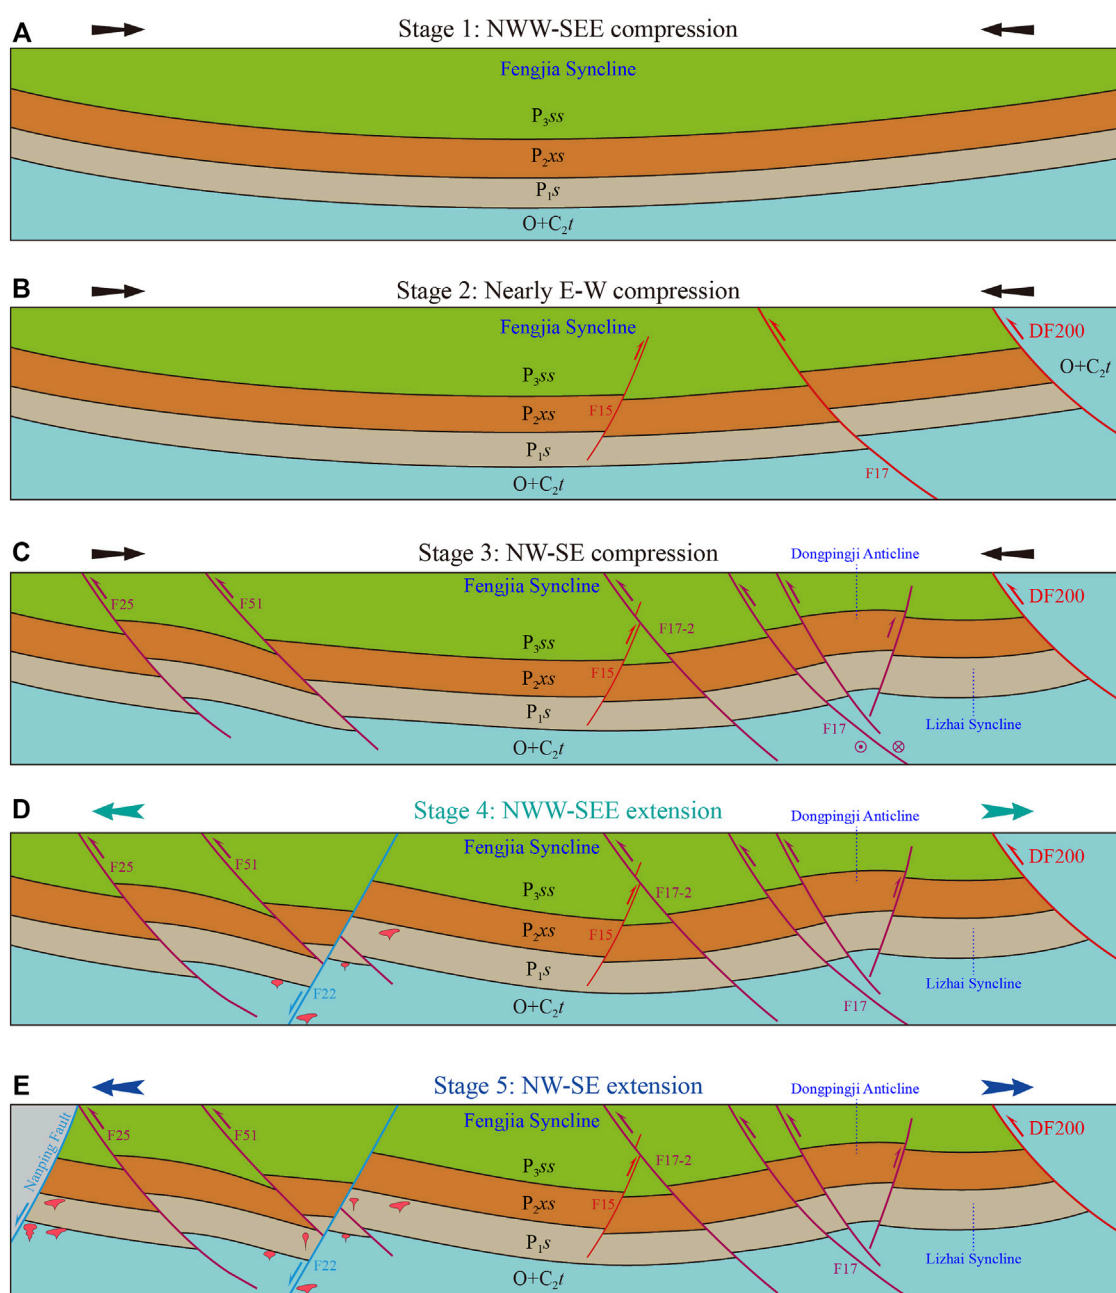 A
Stage 1: NWW-SEE compression
Fengjia Syncline
P₃ss
P₂xs
P₁s
O+C₂t
B
Stage 2: Nearly E-W compression
Fengjia Syncline
DF200
O+C₂t
P₃ss
P₂xs
F15
P₁s
F17
O+C₂t
C
Stage 3: NW-SE compression
Dongpingji Anticline
Fengjia Syncline
F25
F51
DF200
F17-2
P₃ss
F15
P₂xs
P₁s
F17
Lizhai Syncline
O+C₂t
D
Stage 4: NWW-SEE extension
Dongpingji Anticline
Fengjia Syncline
F25
F51
DF200
P₃ss
F17-2
P₂xs
F15
P₁s
Lizhai Syncline
F22
O+C₂t
F17
E
Stage 5: NW-SE extension
Dongpingji Anticline
Fengjia Syncline
Nanping Fault
F25
F51
DF200
P₃ss
F17-2
P₂xs
F15
P₁s
Lizhai Syncline
F22
O+C₂t
F17